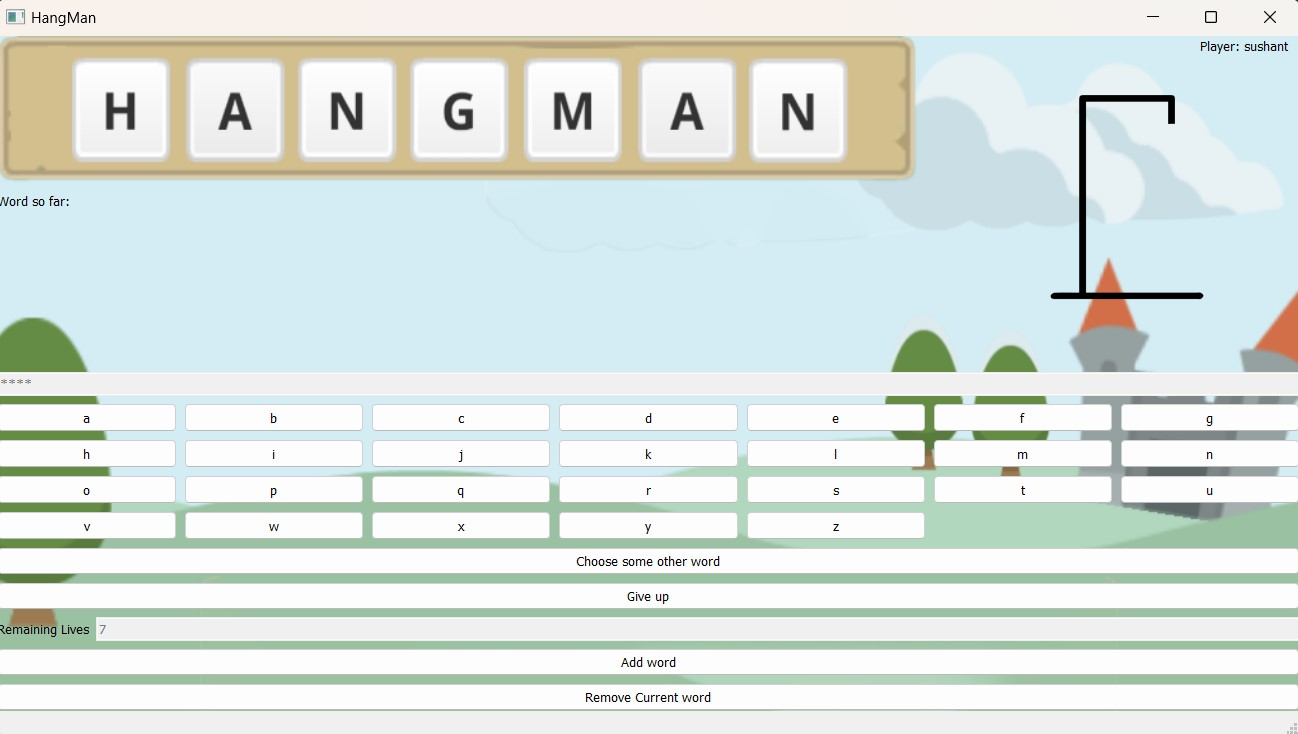 HangMan
Player: sushant
H A N G M A N
Word so far:
****
a b c d e f g
h i j k l m n
o p q r s t u
v w x y z
Choose some other word
Give up
Remaining Lives 7
Add word
Remove Current word